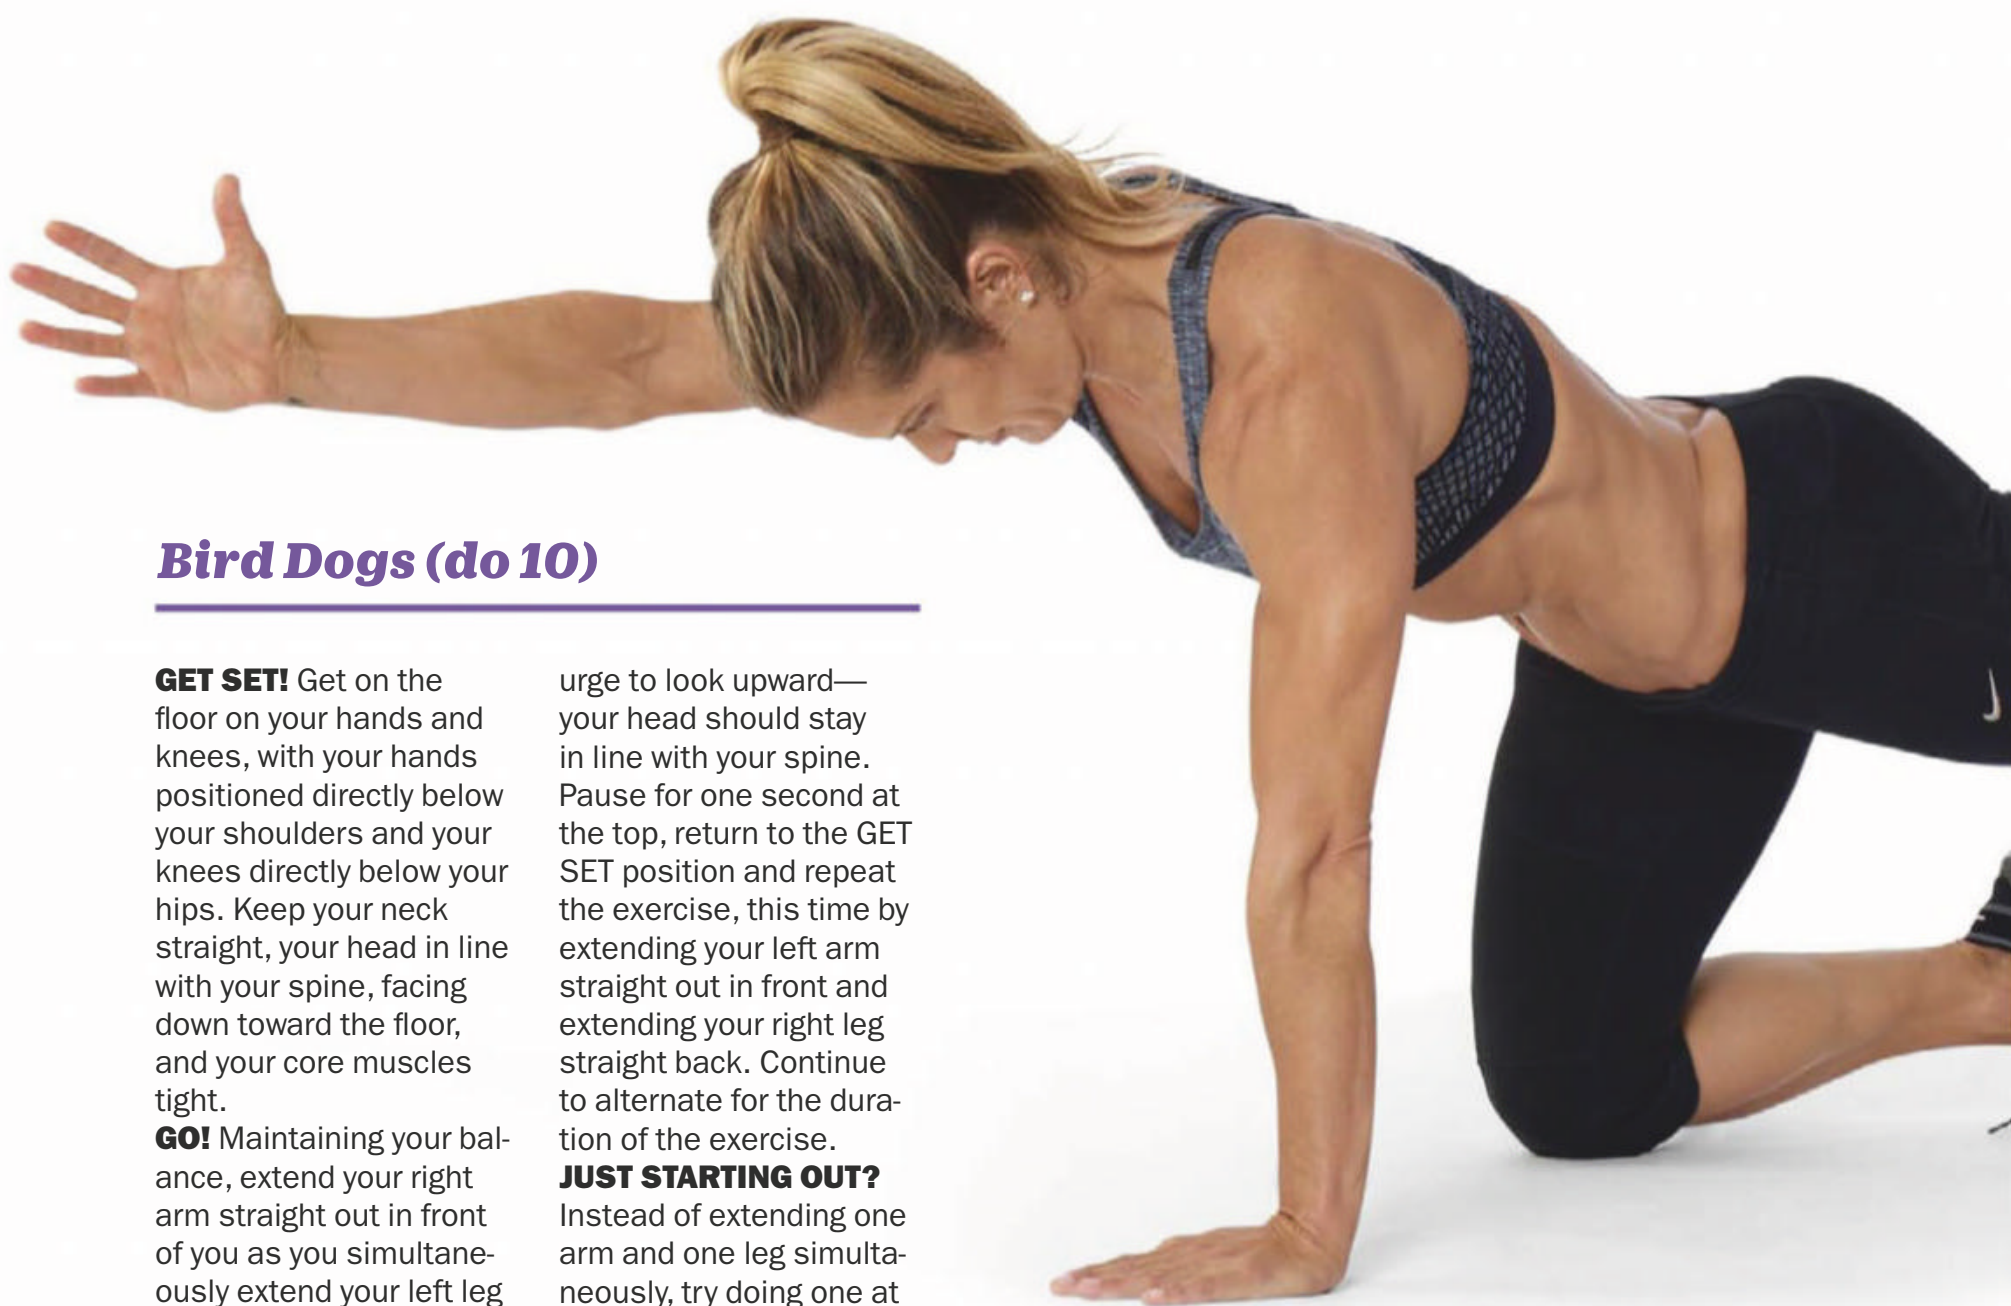 Bird Dogs (do 10)
GET SET! Get on the
floor on your hands and
knees, with your hands
positioned directly below
your shoulders and your
knees directly below your
hips. Keep your neck
straight, your head in line
with your spine, facing
down toward the floor,
and your core muscles
tight.
GO! Maintaining your bal-
ance, extend your right
arm straight out in front
of you as you simultane-
ously extend your left leg
urge to look upward—
your head should stay
in line with your spine.
Pause for one second at
the top, return to the GET
SET position and repeat
the exercise, this time by
extending your left arm
straight out in front and
extending your right leg
straight back. Continue
to alternate for the dura-
tion of the exercise.
JUST STARTING OUT?
Instead of extending one
arm and one leg simulta-
neously, try doing one at